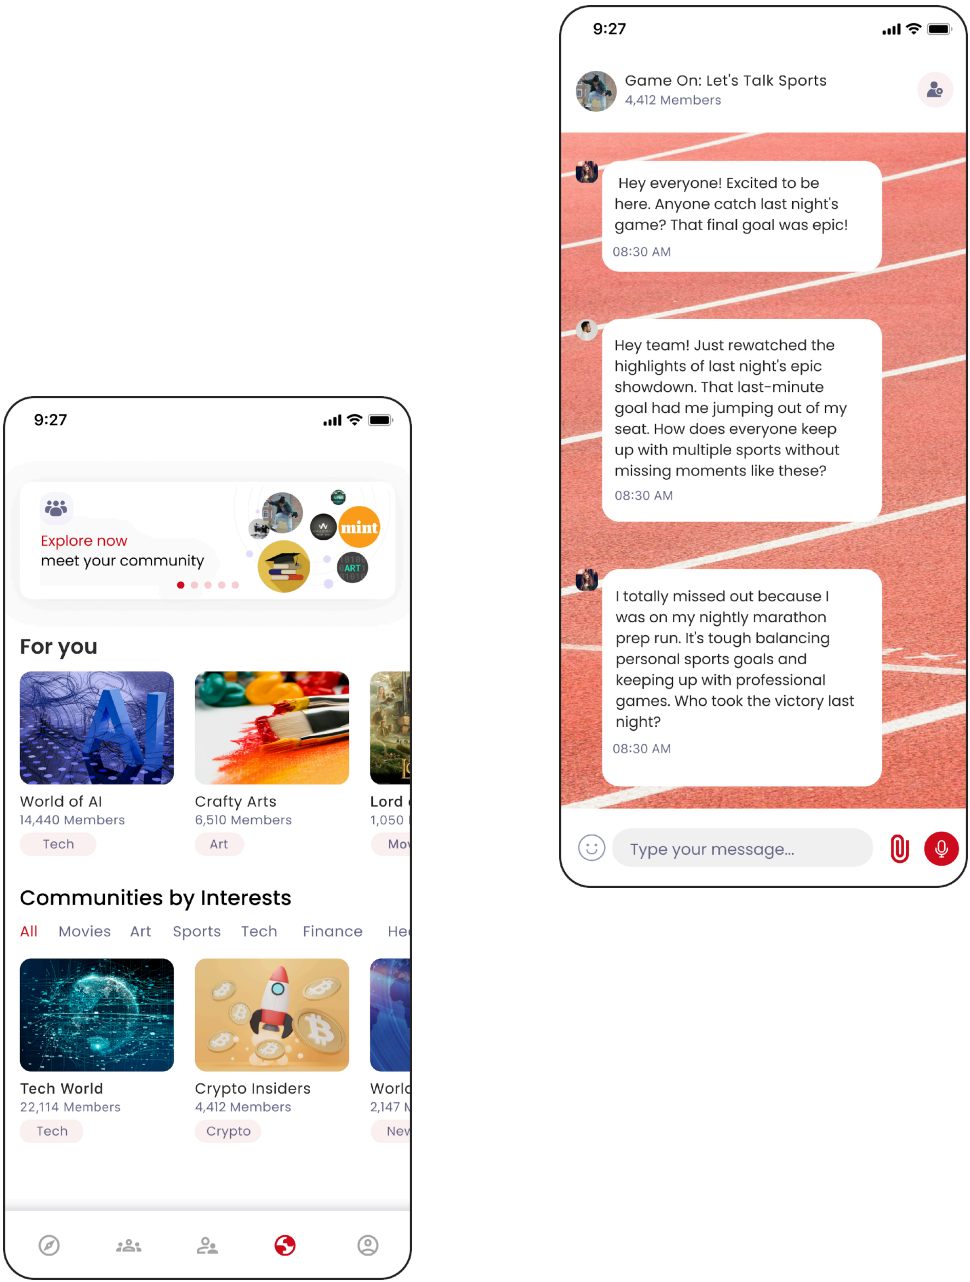 9:27
Game On: Let's Talk Sports
4,412 Members
Hey everyone! Excited to be
here. Anyone catch last night's
game? That final goal was epic!
08:30 AM
Hey team! Just rewatched the
highlights of last night's epic
showdown. That last-minute
goal had me jumping out of my
seat. How does everyone keep
up with multiple sports without
missing moments like these?
08:30 AM
I totally missed out because I
was on my nightly marathon
prep run. It's tough balancing
personal sports goals and
keeping up with professional
games. Who took the victory last
night?
08:30 AM
Type your message...
9:27
Explore now
meet your community
mint
ART
For you
AI
World of AI
14,440 Members
Tech
Crafty Arts
6,510 Members
Art
Lord
1,050
Mov
Communities by Interests
All Movies Art Sports Tech Finance Hea
Tech World
22,114 Members
Tech
Crypto Insiders
4,412 Members
Crypto
World
2,147 M
New